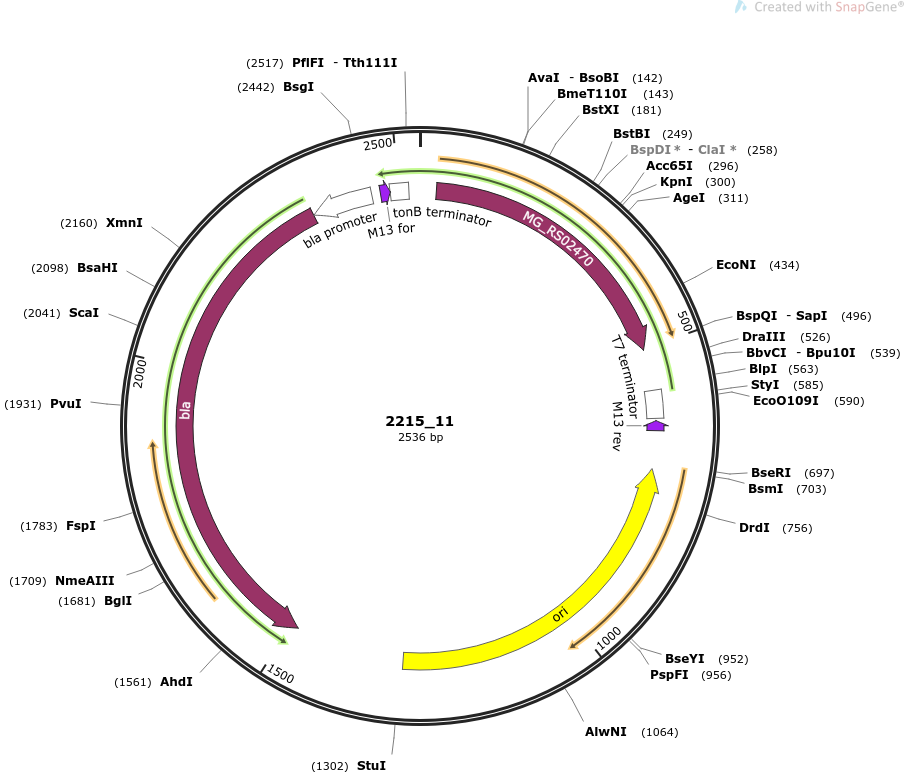 Created with SnapGene®
(2517) PflFI - Tth111I
(2442) BsgI
AvaI - BsoBI (142)
BmeT110I (143)
BstXI (181)
BstBI (249)
BspDI * - ClaI * (258)
Acc65I (296)
KpnI (300)
AgeI (311)
EcoNI (434)
BspQI - SapI (496)
DraIII (526)
BbvCI - Bpu10I (539)
BlpI (563)
StyI (585)
EcoO109I (590)
BseRI (697)
BsmI (703)
DrdI (756)
BseYI (952)
PspFI (956)
AlwNI (1064)
(1302) StuI
(1561) AhdI
(1681) BglI
(1709) NmeAIII
(1783) FspI
(1931) PvuI
(2041) ScaI
(2098) BsaHI
(2160) XmnI
2500
500
1000
1500
2000
bla promoter
M13 for
tonB terminator
MG_RS02470
T7 terminator
M13 rev
ori
bla
2215_11
2536 bp